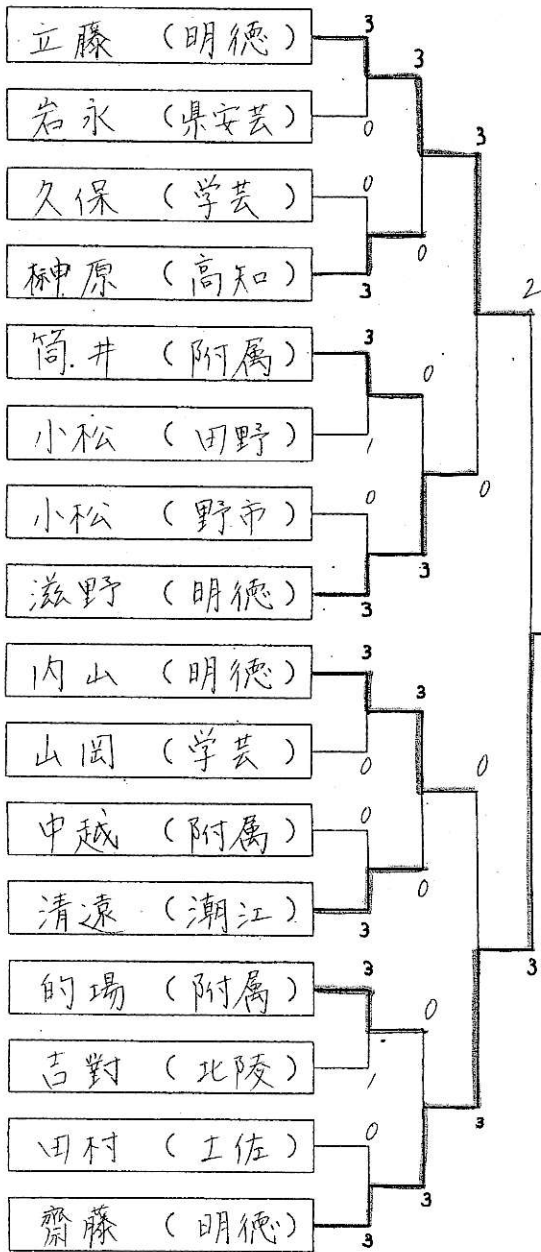 立藤 (明徳)
岩永 (県安芸)
久保 (学芸)
榊原 (高知)
筒井 (附属)
小松 (田野)
小松 (野市)
滋野 (明徳)
内山 (明徳)
山岡 (学芸)
中越 (附属)
清遠 (潮江)
的場 (附属)
吉對 (北陵)
田村 (土佐)
齋藤 (明徳)
3
3
0
3
0
0
3
2
3
0
1
0
0
3
3
3
3
0
0
0
0
3
3
0
1
0
3
3
3
3